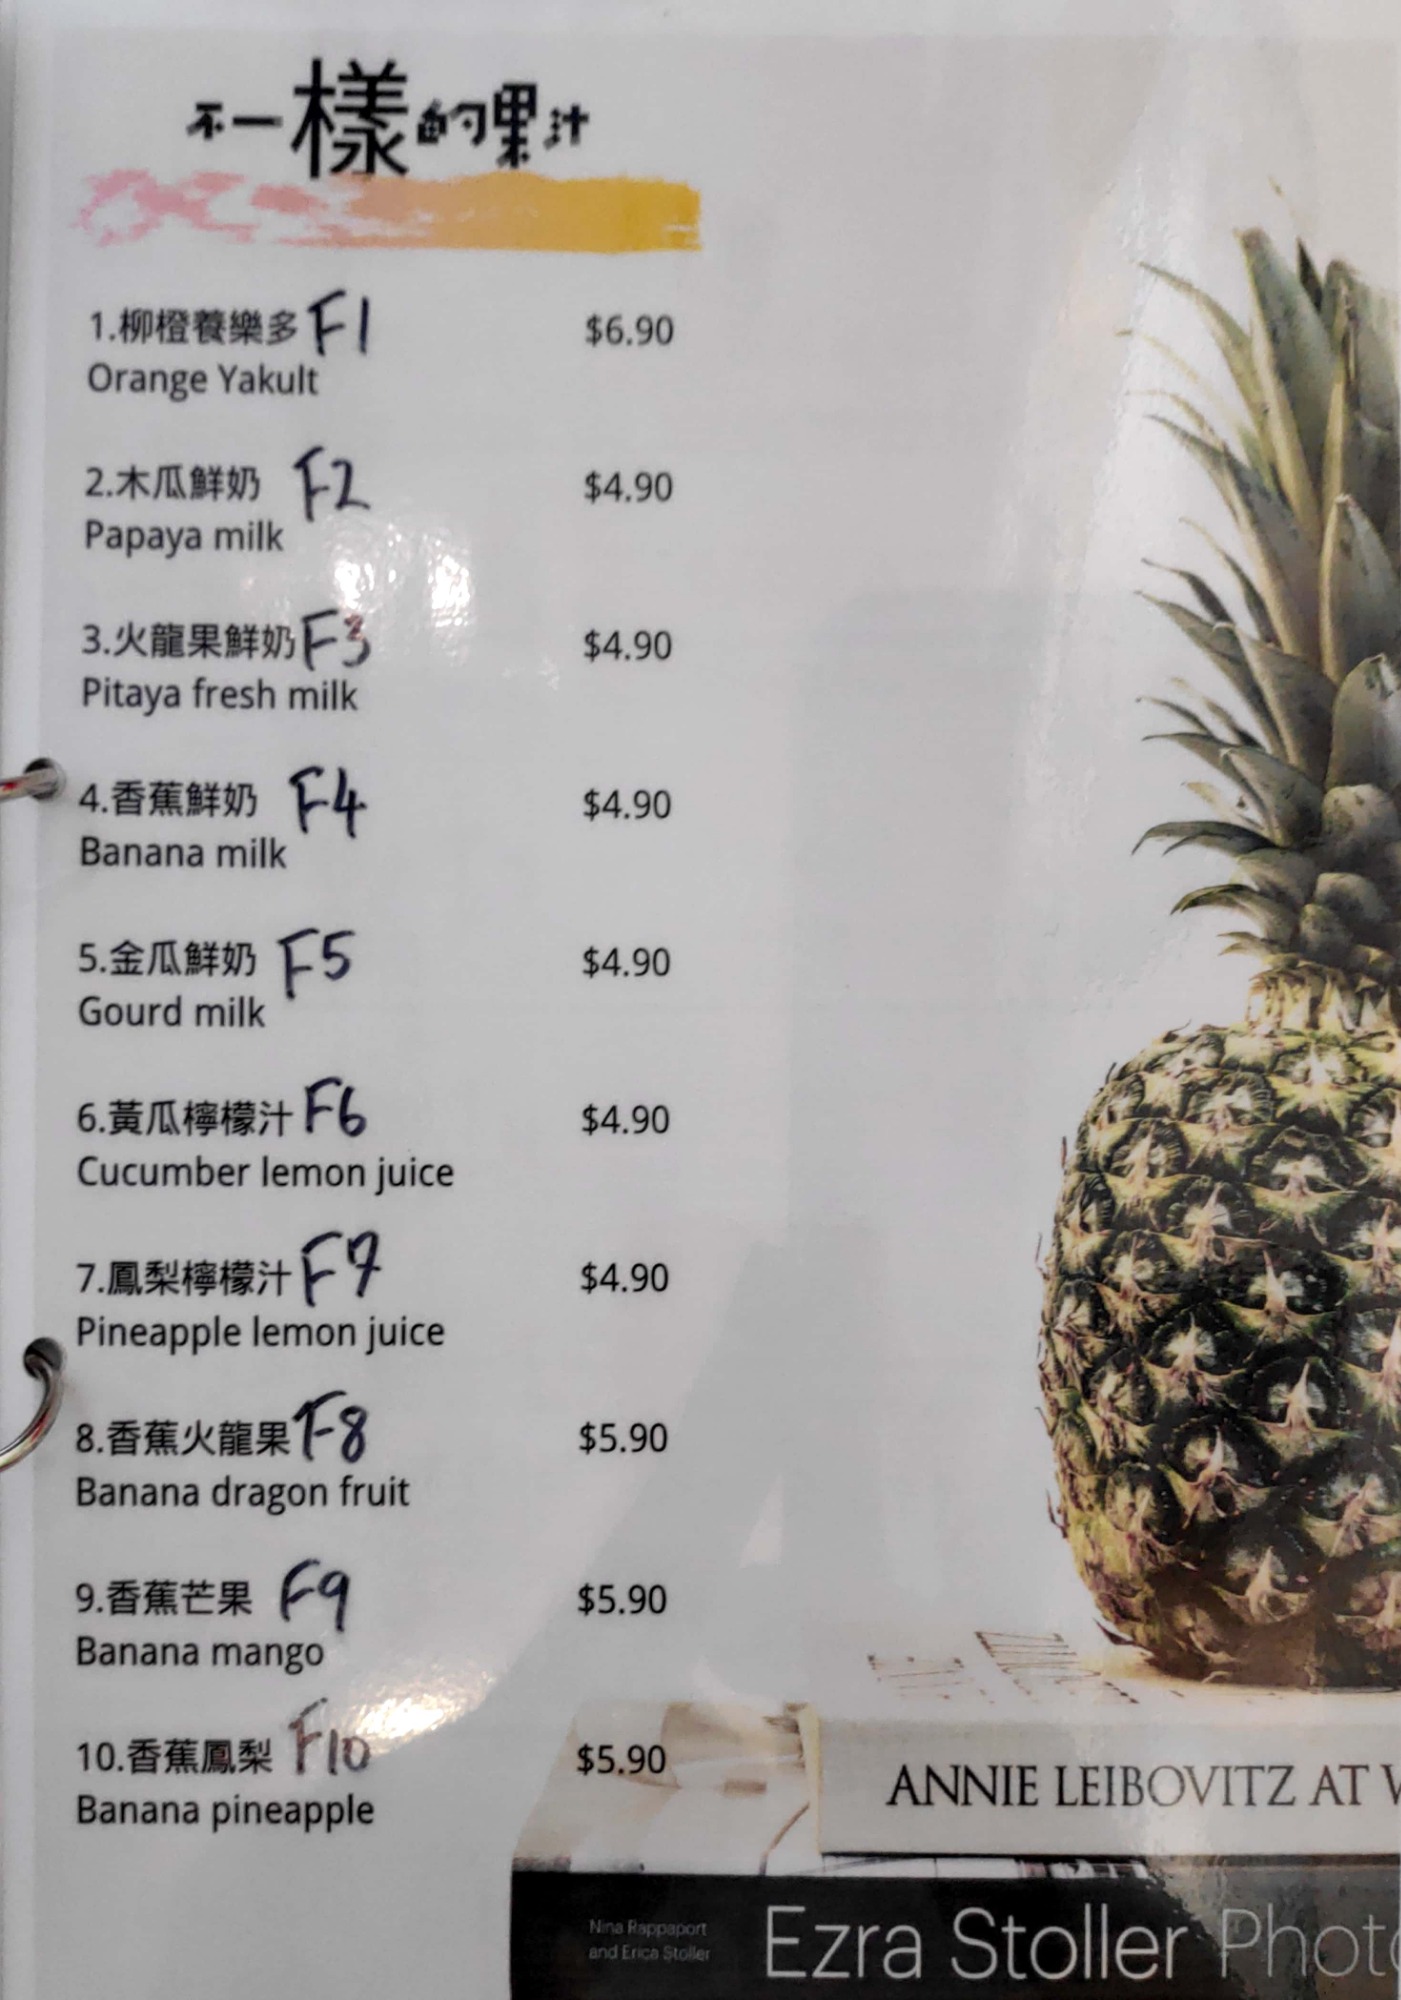 不一樣的果汁
1.柳橙養樂多 F1 $6.90
Orange Yakult
2.木瓜鮮奶 F2 $4.90
Papaya milk
3.火龍果鮮奶 F3 $4.90
Pitaya fresh milk
4.香蕉鮮奶 F4 $4.90
Banana milk
5.金瓜鮮奶 F5 $4.90
Gourd milk
6.黃瓜檸檬汁 F6 $4.90
Cucumber lemon juice
7.鳳梨檸檬汁 F7 $4.90
Pineapple lemon juice
8.香蕉火龍果 F8 $5.90
Banana dragon fruit
9.香蕉芒果 F9 $5.90
Banana mango
10.香蕉鳳梨 F10 $5.90
Banana pineapple
ANNIE LEIBOVITZ AT
Nina Rappaport
and Erica Stoller
Ezra Stoller Photo